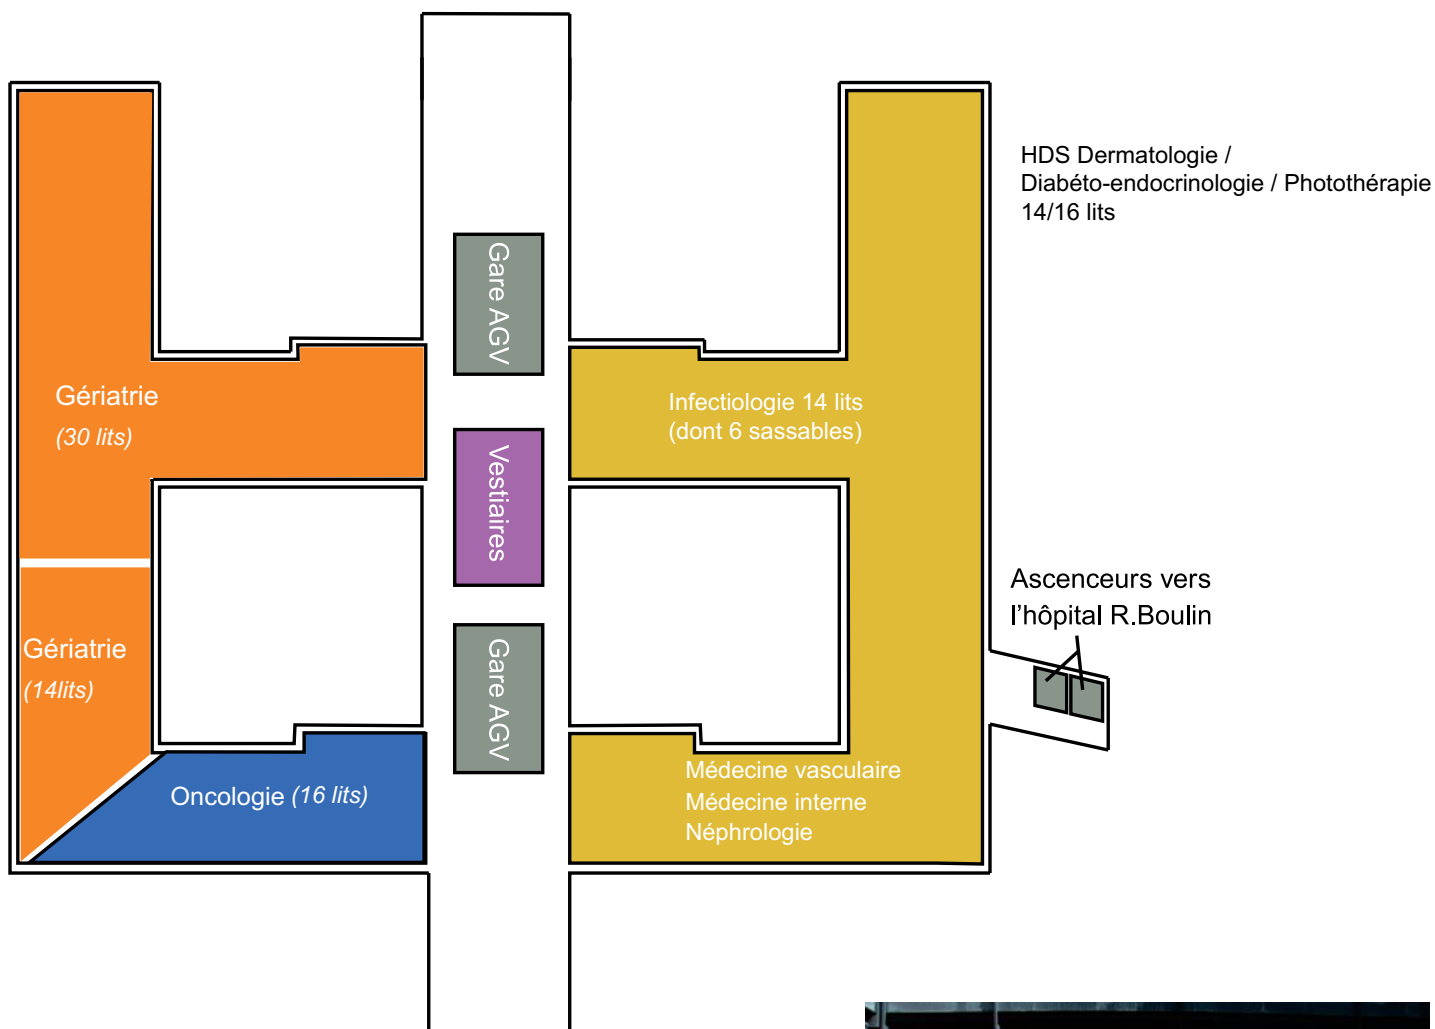 HDS Dermatologie /
Diabéto-endocrinologie / Photothérapie
14/16 lits
Gare AGV
Gériatrie
(30 lits)
Infectiologie 14 lits
(dont 6 sassables)
Vestiaires
Ascenceurs vers
l'hôpital R.Boulin
Gériatrie
(14lits)
Gare AGV
Oncologie (16 lits)
Médecine vasculaire
Médecine interne
Néphrologie